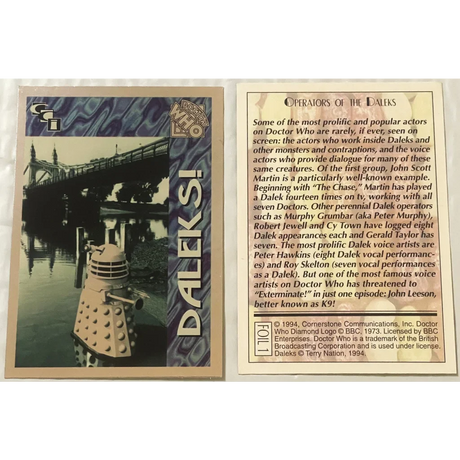 CCI
DOCTOR
WHO
DALEKS!
OPERATORS OF THE DALEKS
Some of the most prolific and popular actors
on Doctor Who are rarely, if ever, seen on
screen: the actors who work inside Daleks and
other monsters and contraptions, and the voice
actors who provide dialogue for many of these
same creatures. Of the first group, John Scott
Martin is a particularly well-known example.
Beginning with “The Chase,” Martin has played
a Dalek fourteen times on tv, working with all
seven Doctors. Other perennial Dalek operators
such as Murphy Grumbar (aka Peter Murphy),
Robert Jewell and Cy Town have logged eight
Dalek appearances each and Gerald Taylor has
seven. The most prolific Dalek voice artists are
Peter Hawkins (eight Dalek vocal performanc-
es) and Roy Skelton (seven vocal performances
as a Dalek). But one of the most famous voice
artists on Doctor Who has threatened to
"Exterminate!" in just one episode: John Leeson,
better known as K9!
FOIL 1
© 1994, Cornerstone Communications, Inc. Doctor
Who Diamond Logo © BBC, 1973. Licensed by BBC
Enterprises. Doctor Who is a trademark of the British
Broadcasting Corporation and is used under license.
Daleks © Terry Nation, 1994.